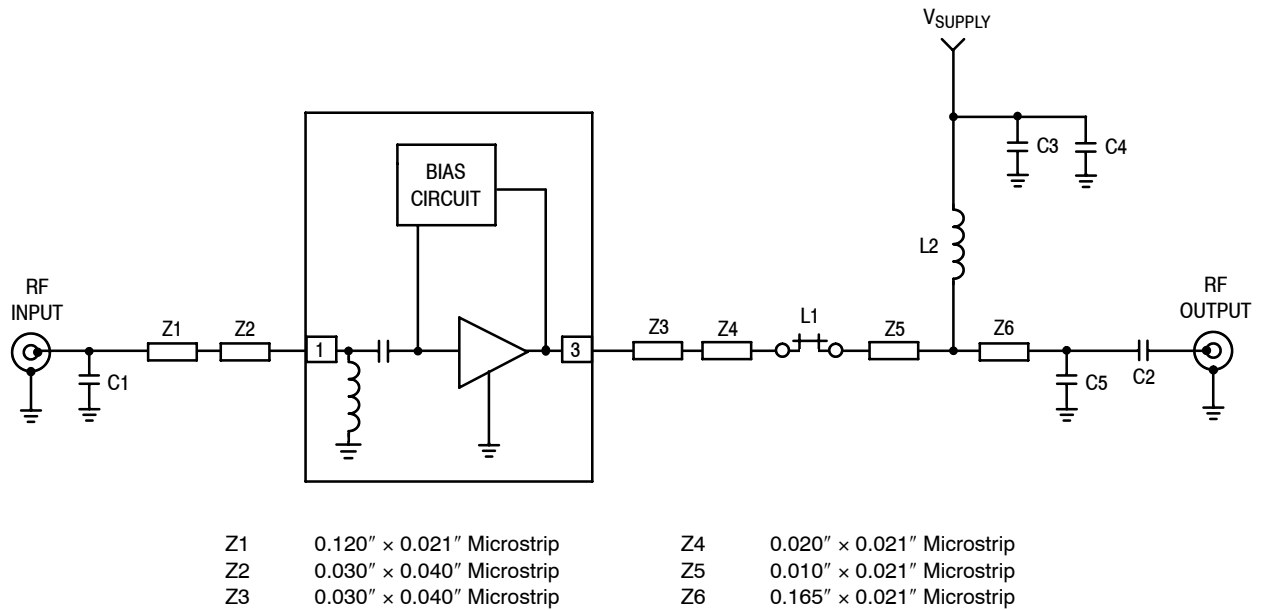 V_SUPPLY
C3
C4
BIAS
CIRCUIT
L2
RF
INPUT
RF
OUTPUT
Z1
Z2
1
3
Z3
Z4
L1
Z5
Z6
C1
C5
C2
Z1 0.120″ × 0.021″ Microstrip
Z2 0.030″ × 0.040″ Microstrip
Z3 0.030″ × 0.040″ Microstrip
Z4 0.020″ × 0.021″ Microstrip
Z5 0.010″ × 0.021″ Microstrip
Z6 0.165″ × 0.021″ Microstrip